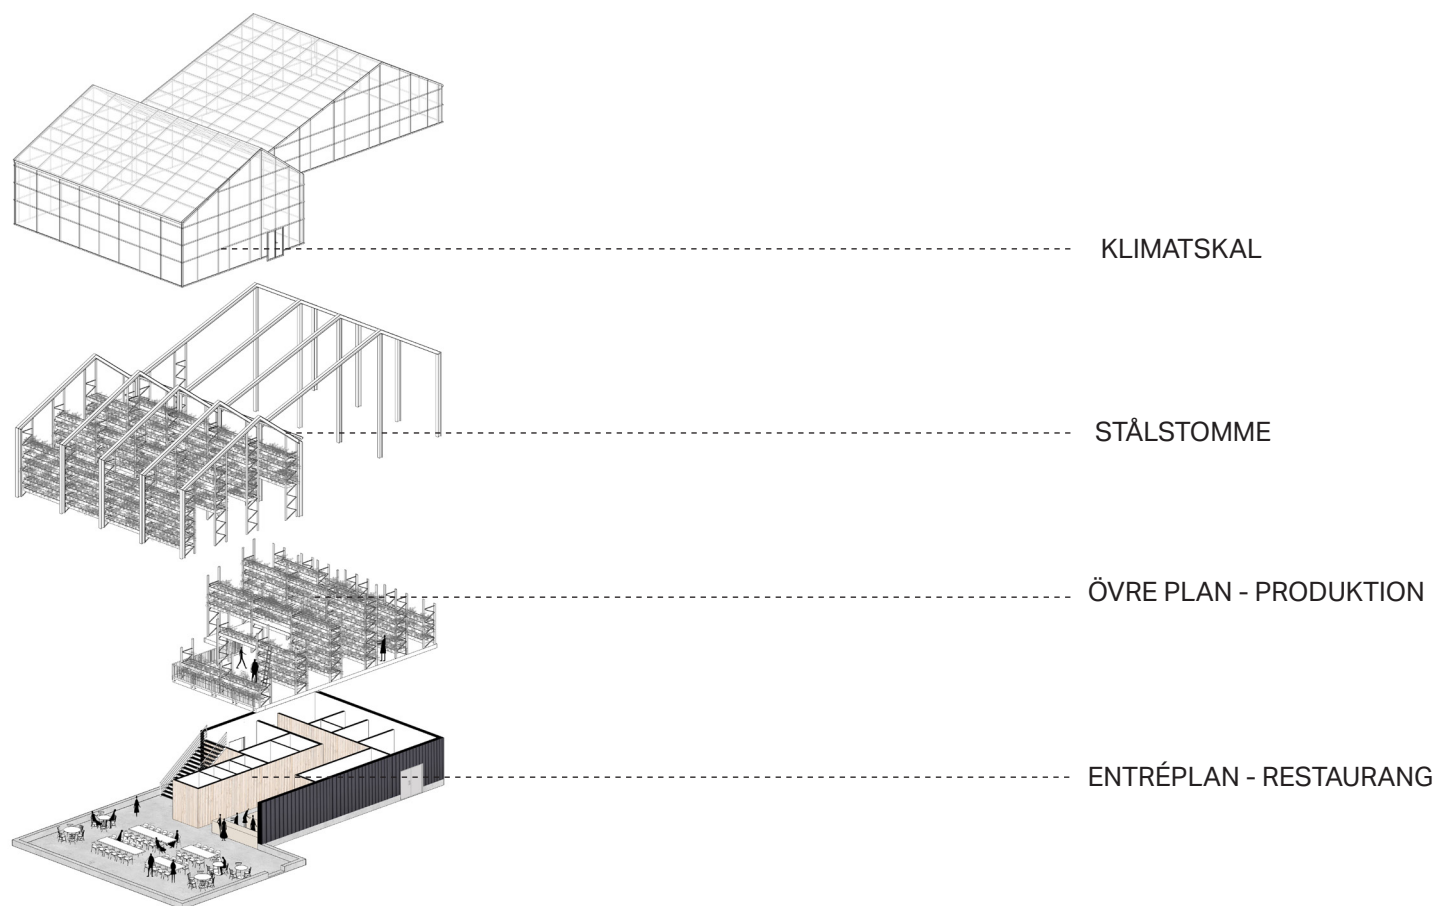 KLIMATSKAL
STÅLSTOMME
ÖVRE PLAN - PRODUKTION
ENTRÉPLAN - RESTAURANG